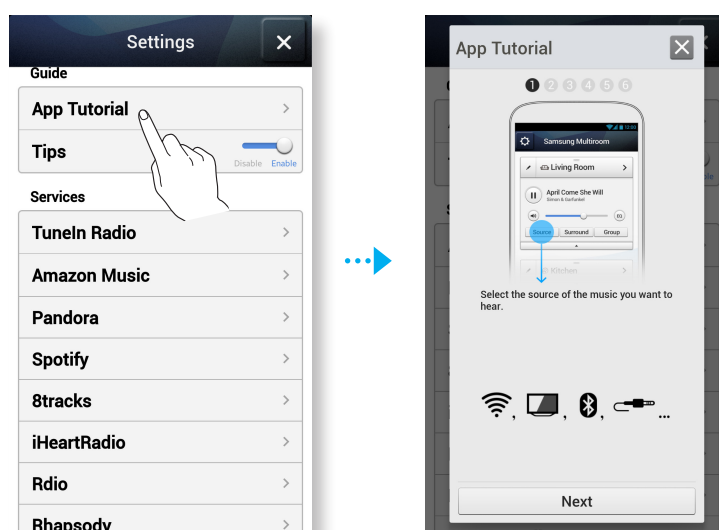 Settings
Guide
App Tutorial
Tips
Disable Enable
Services
TuneIn Radio
Amazon Music
Pandora
Spotify
8tracks
iHeartRadio
Rdio
Rhapsody
App Tutorial
1 2 3 4 5 6
12:00
Samsung Multiroom
Living Room
April Come She Will
Simon & Garfunkel
Source Surround Group
Kitchen
Select the source of the music you want to
hear.
, , , ...
Next